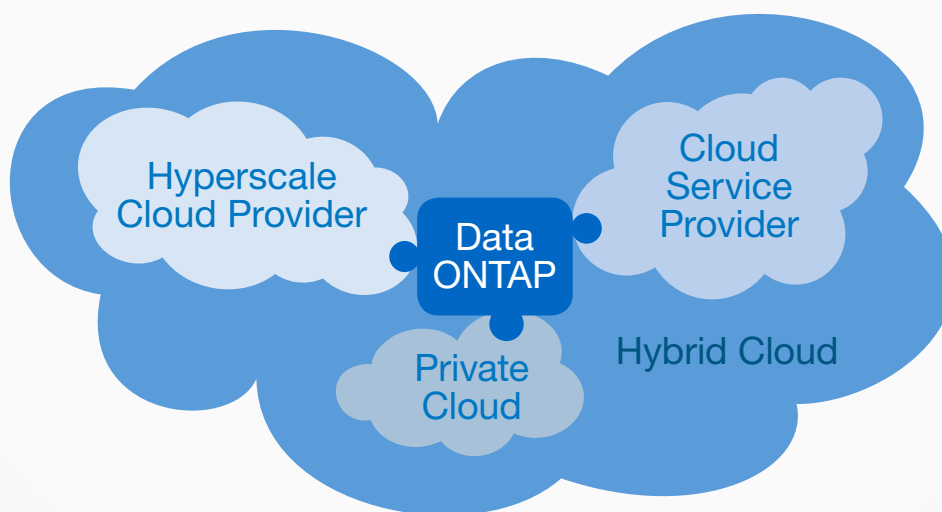 Hyperscale
Cloud Provider
Cloud
Service
Provider
Data
ONTAP
Hybrid Cloud
Private
Cloud